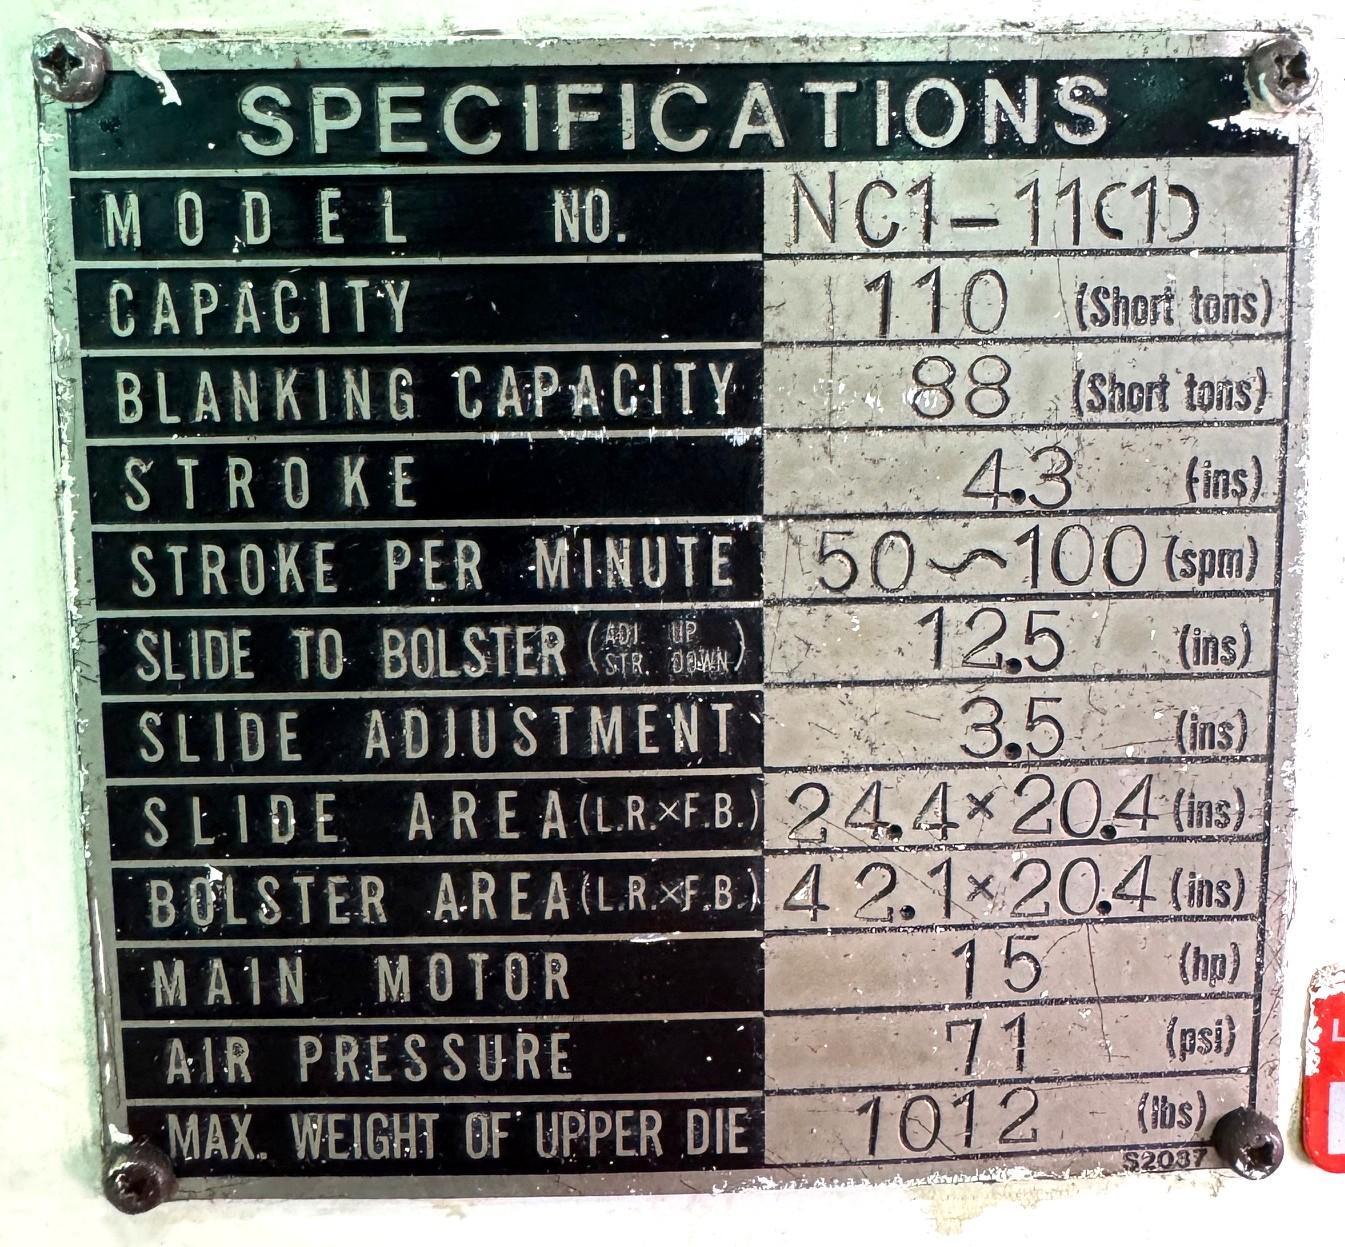 SPECIFICATIONS
MODEL NO. NC1-11(1)
CAPACITY 110 (Short tons)
BLANKING CAPACITY 88 (Short tons)
STROKE 4.3 (ins)
STROKE PER MINUTE 50~100 (spm)
SLIDE TO BOLSTER (ADJ. UP STR. DOWN) 12.5 (ins)
SLIDE ADJUSTMENT 3.5 (ins)
SLIDE AREA (L.R.×F.B.) 24.4×20.4 (ins)
BOLSTER AREA (L.R.×F.B.) 42.1×20.4 (ins)
MAIN MOTOR 15 (hp)
AIR PRESSURE 71 (psi)
MAX. WEIGHT OF UPPER DIE 1012 (lbs)
S2037